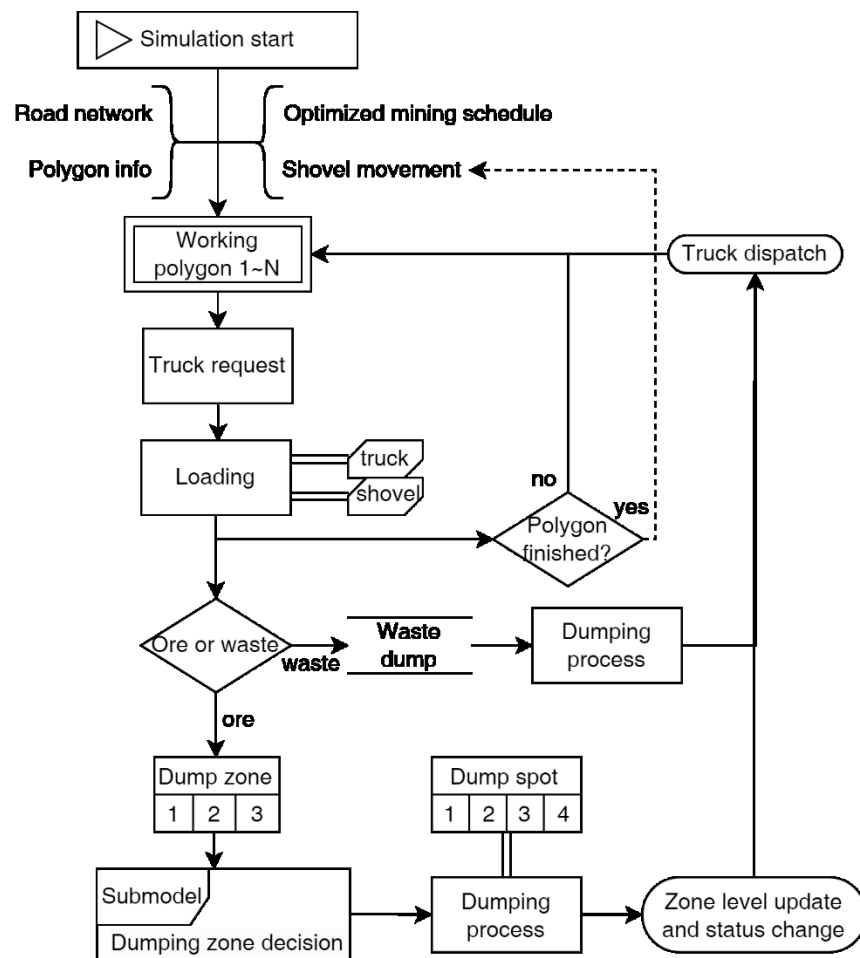 Simulation start
Road network
Optimized mining schedule
Polygon info
Shovel movement
Working
polygon 1~N
Truck dispatch
Truck request
Loading
truck
shovel
no
yes
Polygon
finished?
Ore or waste
waste
Waste
dump
Dumping
process
ore
Dump zone
1 2 3
Dump spot
1 2 3 4
Submodel
Dumping zone decision
Dumping
process
Zone level update
and status change